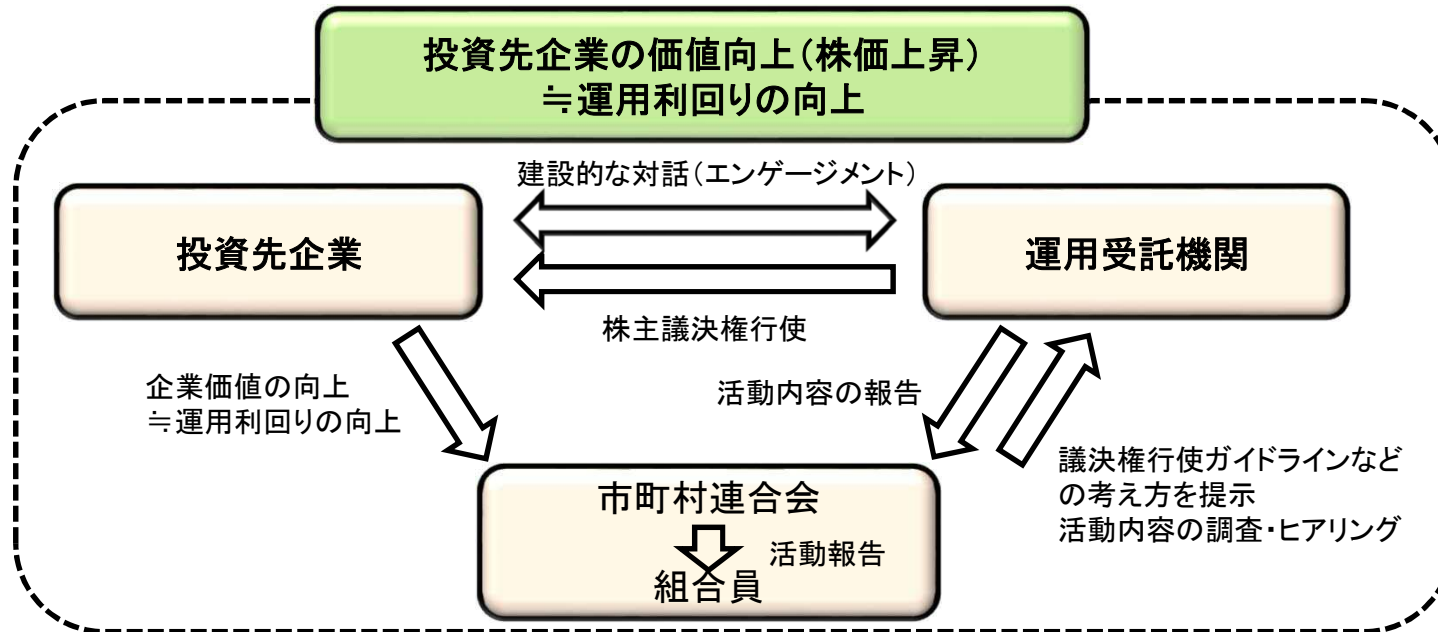 投資先企業の価値向上(株価上昇)
≒運用利回りの向上
建設的な対話(エンゲージメント)
投資先企業
運用受託機関
株主議決権行使
企業価値の向上
≒運用利回りの向上
活動内容の報告
議決権行使ガイドラインなど
の考え方を提示
活動内容の調査・ヒアリング
市町村連合会
活動報告
組合員